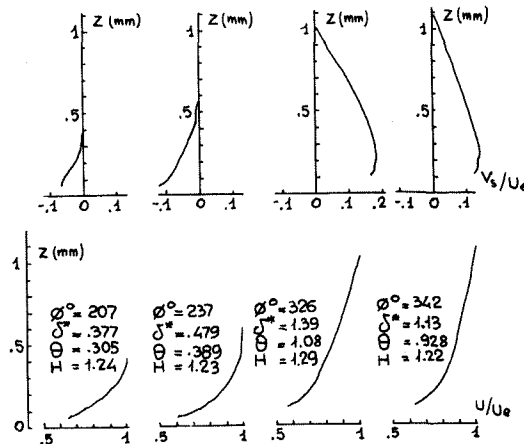 Z (mm)
Z (mm)
Z (mm)
Z (mm)
1
1
1
1
.5
.5
.5
.5
-.1 0 .1
-.1 0 .1
0 .1 .2
0 .1
Vs/Ue
Z (mm)
1
.5
0
ø° = 207
δ* = .377
θ = .305
H = 1.24
ø° = 237
δ* = .479
θ = .389
H = 1.23
ø° = 326
δ* = 1.39
θ = 1.08
H = 1.29
ø° = 342
δ* = 1.13
θ = .928
H = 1.22
.5 1
.5 1
.5 1
.5 1
U/Ue